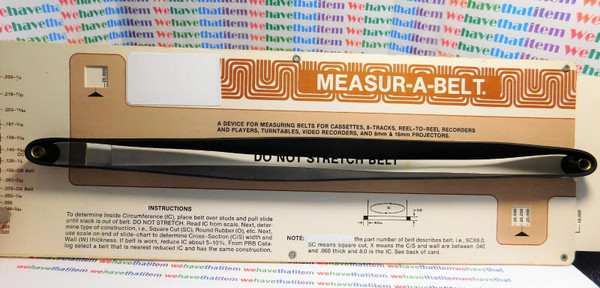 wehavethatitem wehavethatitem wehavethatitem wehavethatitem
MEASUR-A-BELT.
A DEVICE FOR MEASURING BELTS FOR CASSETTES, 8-TRACKS, REEL-TO-REEL RECORDERS
AND PLAYERS, TURNTABLES, VIDEO RECORDERS, AND 8mm & 16mm PROJECTORS.
DO NOT STRETCH BELT
INSTRUCTIONS
To determine Inside Circumference (IC), place belt over studs and pull slide
until slack is out of belt. DO NOT STRETCH. Read IC from scale. Next, deter-
mine type of construction, i.e., Square Cut (SC), Round Rubber (O), etc. Next,
use scale on end of slide-chart to determine Cross-Section (C/S) width and
Wall (W) thickness. If belt is worn, reduce IC about 5-10%. From PRB Cata-
log select a belt that is nearest reduced IC and has the same construction.
NOTE: the part number of belt describes belt, i.e., SCX8.0.
SC means square cut, X means the C/S and wall are between .040
and .060 thick and 8.0 is the IC. See back of card.
wehavethatitem wehavethatitem wehavethatitem wehavethatitem